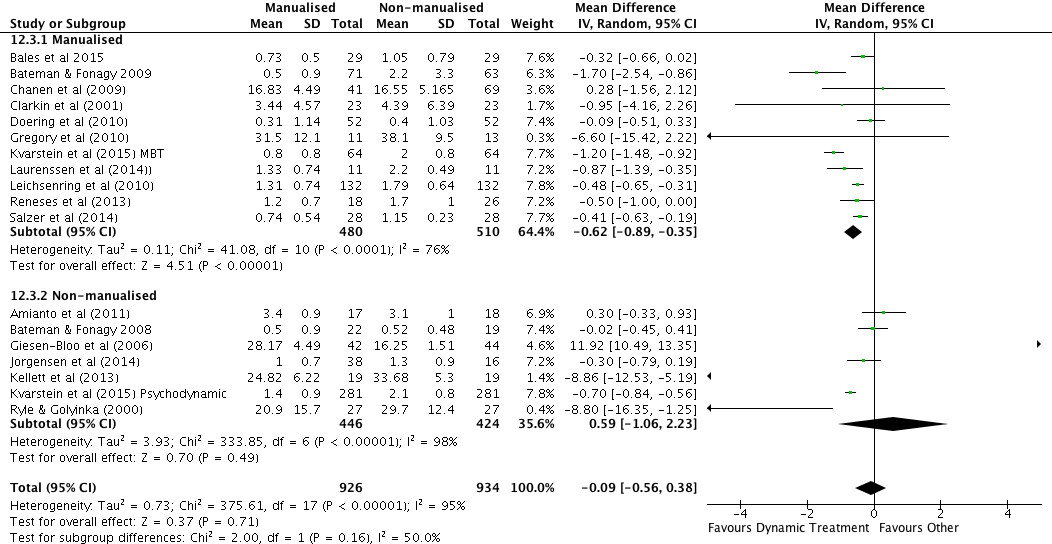 Manualised Non-manualised Mean Difference Mean Difference
Study or Subgroup Mean SD Total Mean SD Total Weight IV, Random, 95% CI IV, Random, 95% CI
12.3.1 Manualised
Bales et al 2015 0.73 0.5 29 1.05 0.79 29 7.6% -0.32 [-0.66, 0.02]
Bateman & Fonagy 2009 0.5 0.9 71 2.2 3.3 63 6.3% -1.70 [-2.54, -0.86]
Chanen et al (2009) 16.83 4.49 41 16.55 5.165 69 3.6% 0.28 [-1.56, 2.12]
Clarkin et al (2001) 3.44 4.57 23 4.39 6.39 23 1.7% -0.95 [-4.16, 2.26]
Doering et al (2010) 0.31 1.14 52 0.4 1.03 52 7.4% -0.09 [-0.51, 0.33]
Gregory et al (2010) 31.5 12.1 11 38.1 9.5 13 0.3% -6.60 [-15.42, 2.22]
Kvarstein et al (2015) MBT 0.8 0.8 64 2 0.8 64 7.7% -1.20 [-1.48, -0.92]
Laurenssen et al (2014)) 1.33 0.74 11 2.2 0.49 11 7.1% -0.87 [-1.39, -0.35]
Leichsenring et al (2010) 1.31 0.74 132 1.79 0.64 132 7.8% -0.48 [-0.65, -0.31]
Reneses et al (2013) 1.2 0.7 18 1.7 1 26 7.2% -0.50 [-1.00, 0.00]
Salzer et al (2014) 0.74 0.54 28 1.15 0.23 28 7.8% -0.41 [-0.63, -0.19]
Subtotal (95% CI) 480 510 64.4% -0.62 [-0.89, -0.35]
Heterogeneity: Tau² = 0.11; Chi² = 41.08, df = 10 (P < 0.0001); I² = 76%
Test for overall effect: Z = 4.51 (P < 0.00001)
12.3.2 Non-manualised
Amianto et al (2011) 3.4 0.9 17 3.1 1 18 6.9% 0.30 [-0.33, 0.93]
Bateman & Fonagy 2008 0.5 0.9 22 0.52 0.48 19 7.4% -0.02 [-0.45, 0.41]
Giesen-Bloo et al (2006) 28.17 4.49 42 16.25 1.51 44 4.6% 11.92 [10.49, 13.35]
Jorgensen et al (2014) 1 0.7 38 1.3 0.9 16 7.2% -0.30 [-0.79, 0.19]
Kellett et al (2013) 24.82 6.22 19 33.68 5.3 19 1.4% -8.86 [-12.53, -5.19]
Kvarstein et al (2015) Psychodynamic 1.4 0.9 281 2.1 0.8 281 7.8% -0.70 [-0.84, -0.56]
Ryle & Golyinka (2000) 20.9 15.7 27 29.7 12.4 27 0.4% -8.80 [-16.35, -1.25]
Subtotal (95% CI) 446 424 35.6% 0.59 [-1.06, 2.23]
Heterogeneity: Tau² = 3.93; Chi² = 333.85, df = 6 (P < 0.00001); I² = 98%
Test for overall effect: Z = 0.70 (P = 0.49)
Total (95% CI) 926 934 100.0% -0.09 [-0.56, 0.38]
Heterogeneity: Tau² = 0.73; Chi² = 375.61, df = 17 (P < 0.00001); I² = 95%
Test for overall effect: Z = 0.37 (P = 0.71)
Test for subgroup differences: Chi² = 2.00, df = 1 (P = 0.16), I² = 50.0%
-4 -2 0 2 4
Favours Dynamic Treatment Favours Other